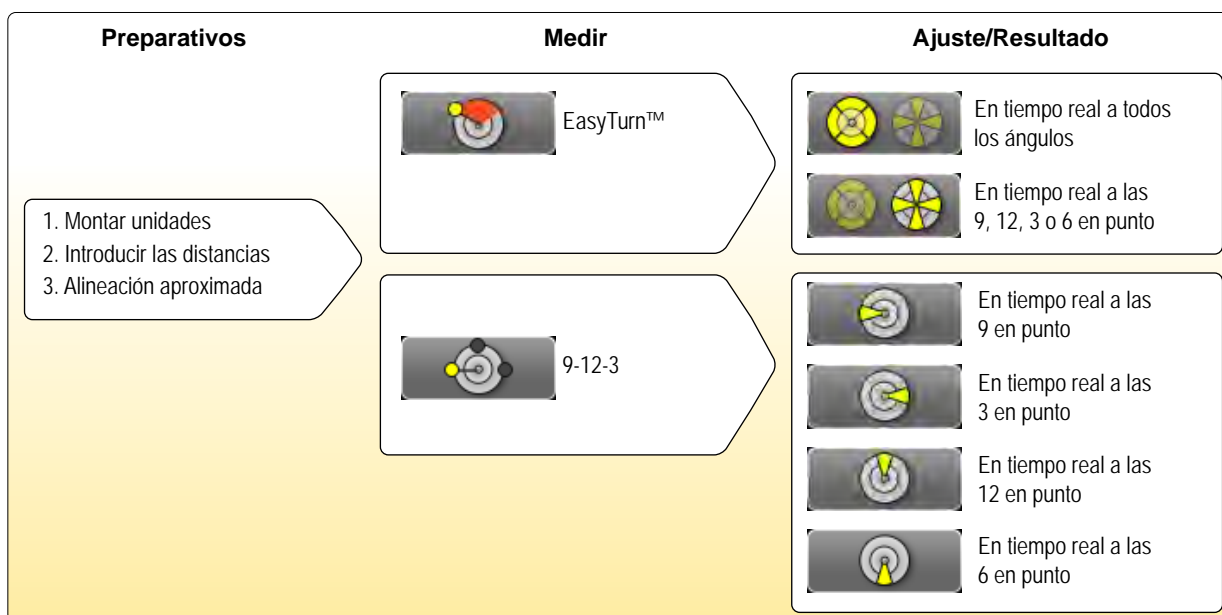 Preparativos
Medir
Ajuste/Resultado
1. Montar unidades
2. Introducir las distancias
3. Alineación aproximada
EasyTurn™
9-12-3
En tiempo real a todos
los ángulos
En tiempo real a las
9, 12, 3 o 6 en punto
En tiempo real a las
9 en punto
En tiempo real a las
3 en punto
En tiempo real a las
12 en punto
En tiempo real a las
6 en punto